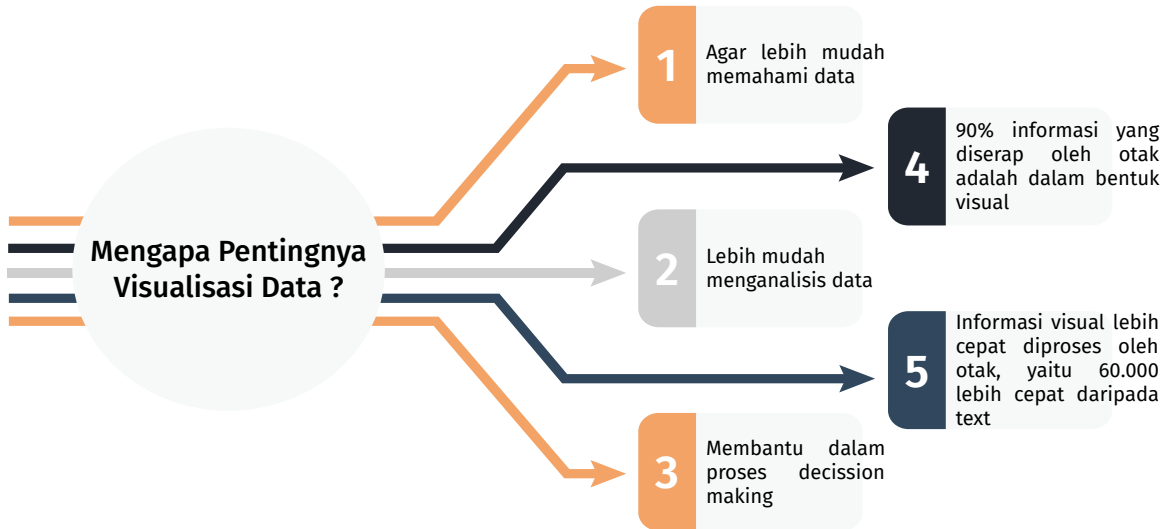 Mengapa Pentingnya
Visualisasi Data ?
1
Agar lebih mudah
memahami data
2
Lebih mudah
menganalisis data
3
Membantu dalam
proses decission
making
4
90% informasi yang
diserap oleh otak
adalah dalam bentuk
visual
5
Informasi visual lebih
cepat diproses oleh
otak, yaitu 60.000
lebih cepat daripada
text